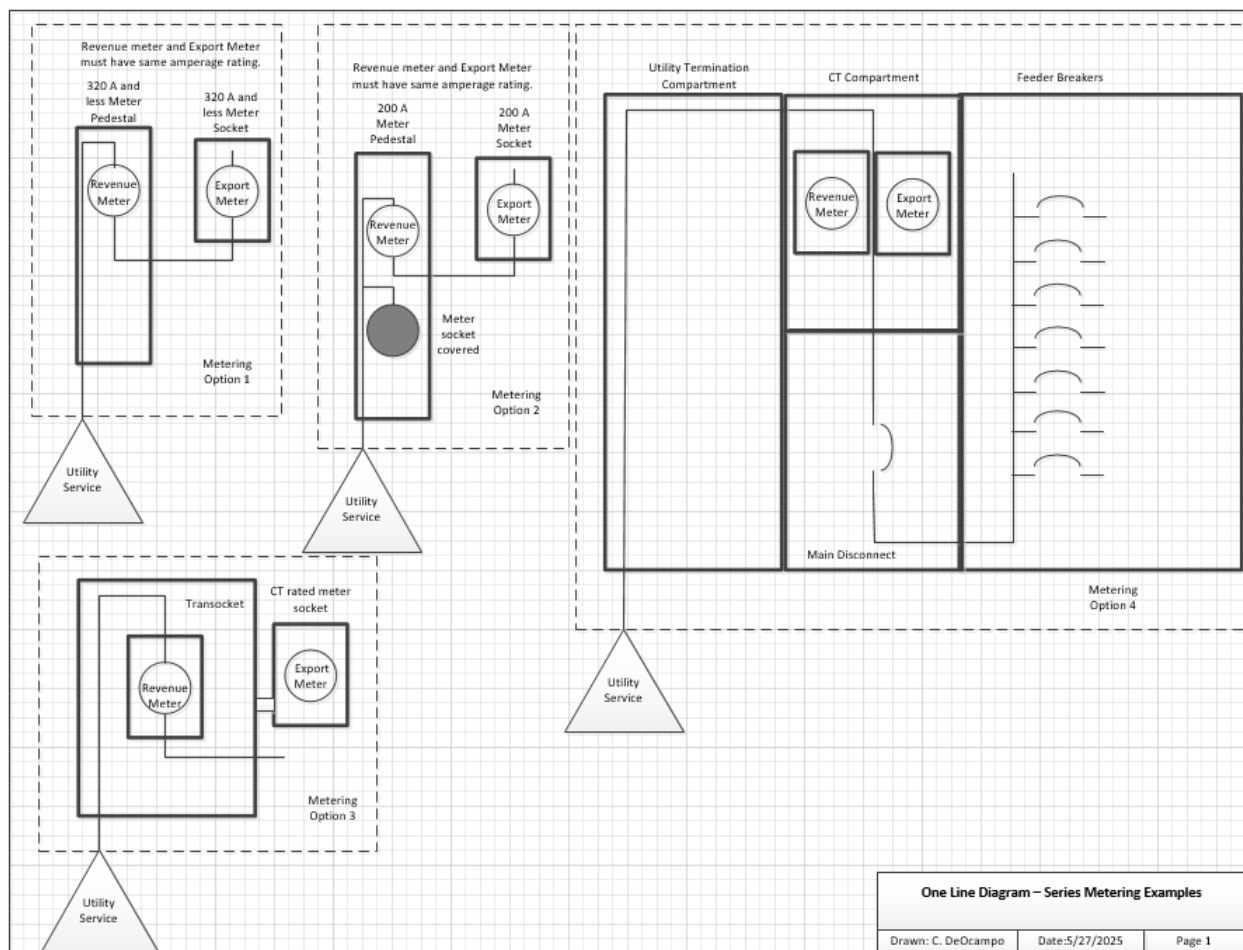 Revenue meter and Export Meter
must have same amperage rating.
320 A and
less Meter
Pedestal
320 A and
less Meter
Socket
Revenue
Meter
Export
Meter
Metering
Option 1
Utility
Service
Revenue meter and Export Meter
must have same amperage rating.
200 A
Meter
Pedestal
200 A
Meter
Socket
Revenue
Meter
Export
Meter
Meter
socket
covered
Metering
Option 2
Utility
Service
Utility Termination
Compartment
CT Compartment
Feeder Breakers
Revenue
Meter
Export
Meter
Main Disconnect
Metering
Option 4
Utility
Service
Transocket
CT rated meter
socket
Revenue
Meter
Export
Meter
Metering
Option 3
Utility
Service
One Line Diagram – Series Metering Examples
Drawn: C. DeOcampo
Date:5/27/2025
Page 1